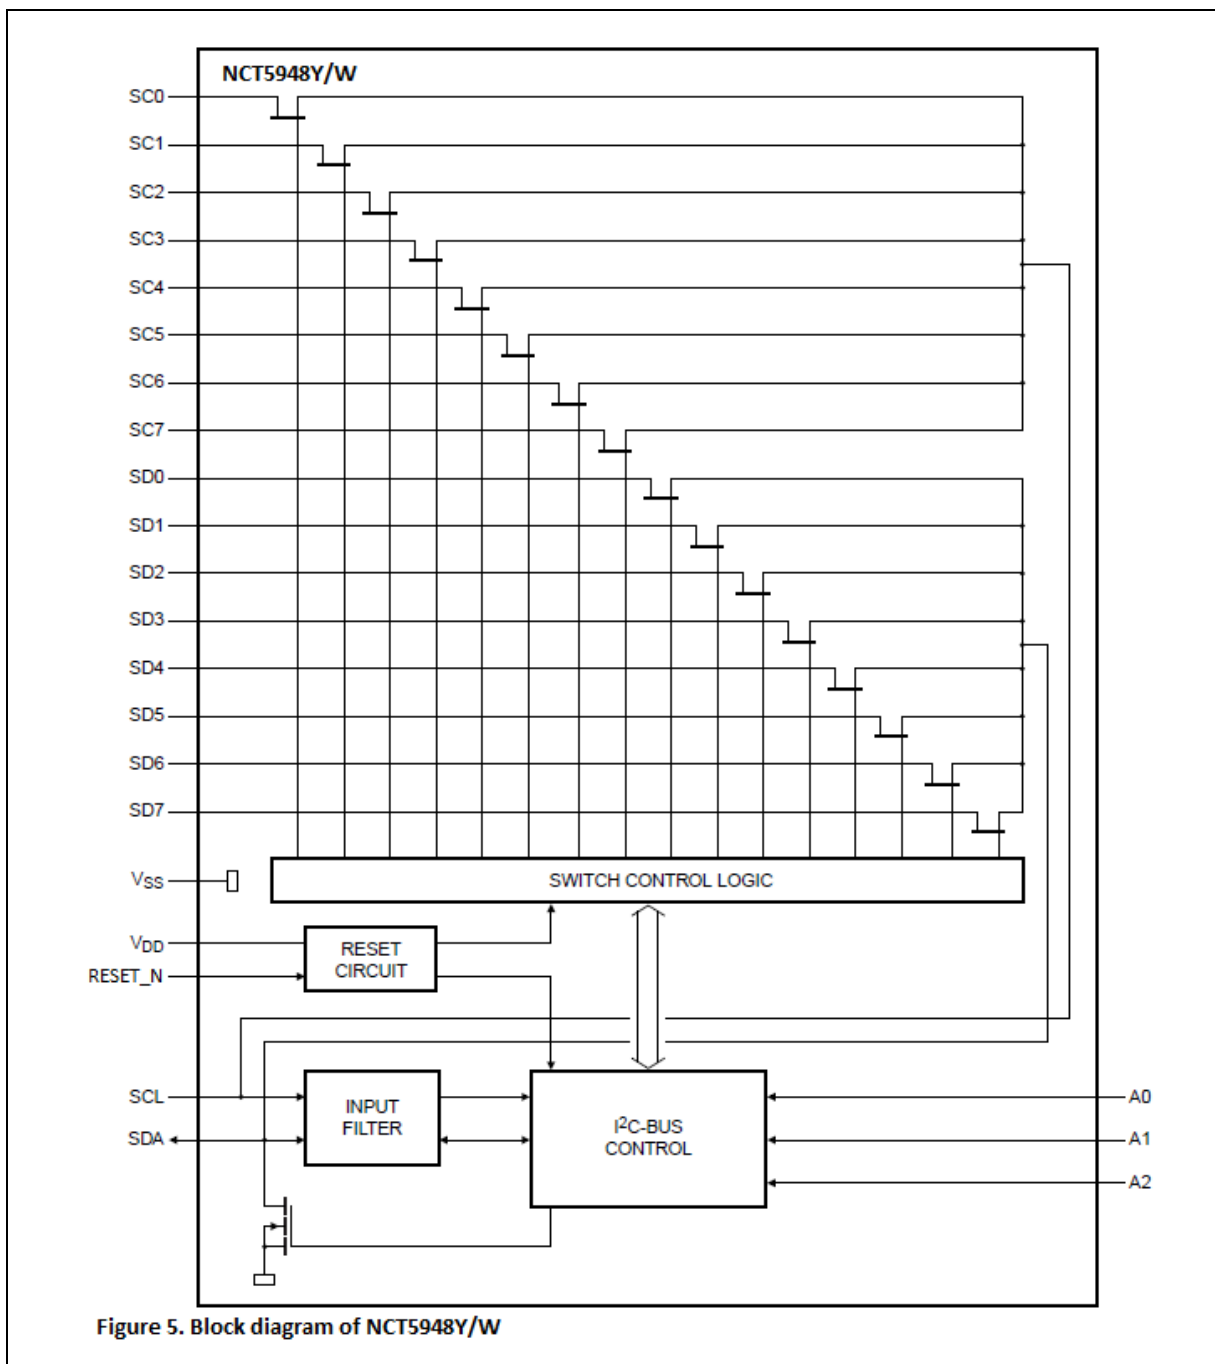 NCT5948Y/W
SC0
SC1
SC2
SC3
SC4
SC5
SC6
SC7
SD0
SD1
SD2
SD3
SD4
SD5
SD6
SD7
VSS
SWITCH CONTROL LOGIC
VDD
RESET_N
RESET
CIRCUIT
SCL
SDA
INPUT
FILTER
I2C-BUS
CONTROL
A0
A1
A2
Figure 5. Block diagram of NCT5948Y/W